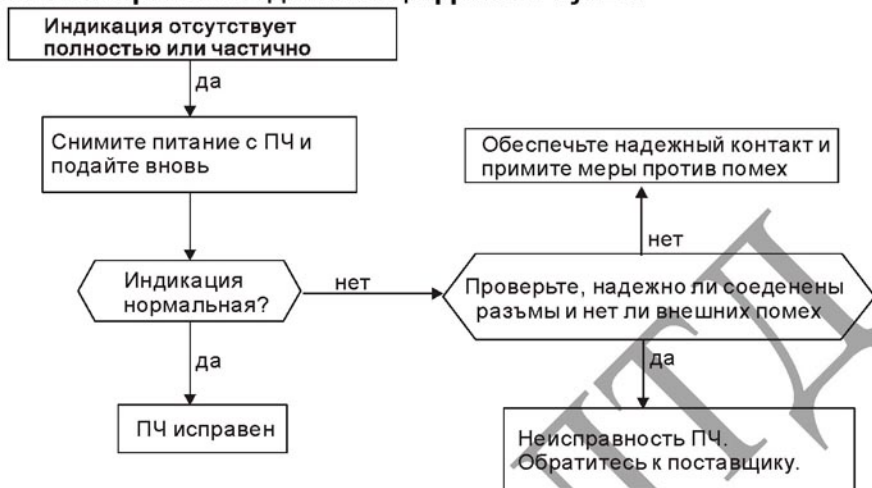 Индикация отсутствует
полностью или частично
да
Снимите питание с ПЧ и
подайте вновь
Индикация
нормальная?
нет
да
ПЧ исправен
Обеспечьте надежный контакт и
примите меры против помех
нет
Проверьте, надежно ли соеденены
разъмы и нет ли внешних помех
да
Неисправность ПЧ.
Обратитесь к поставщику.